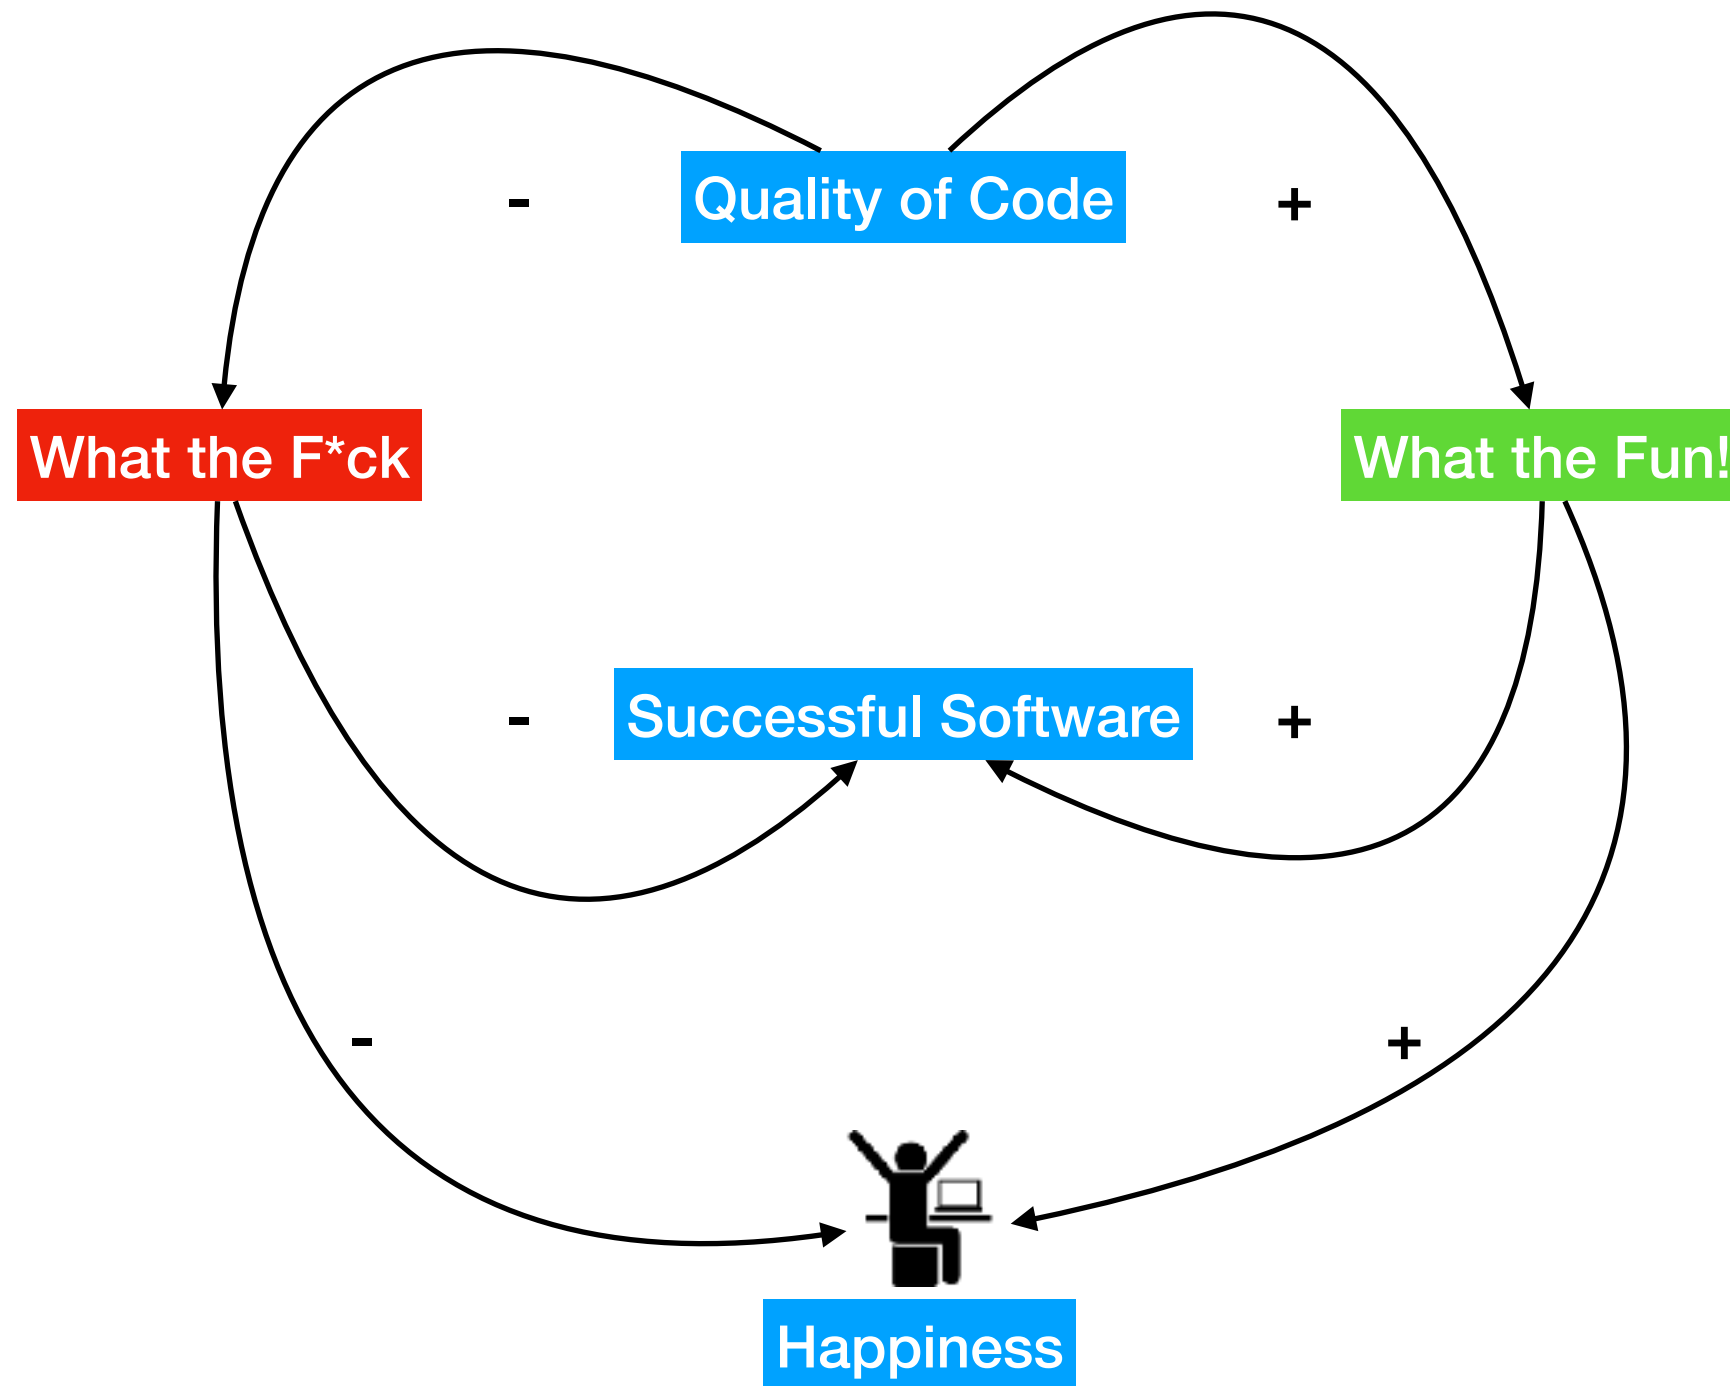 Quality of Code
-
+
What the F*ck
What the Fun!
-
Successful Software
+
-
+
Happiness